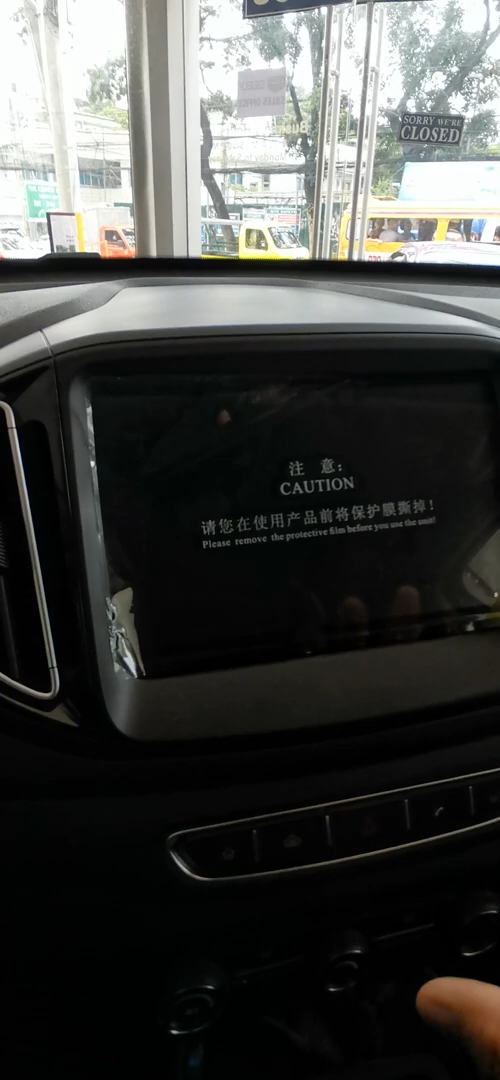 SORRY WE'RE
CLOSED
注 意:
CAUTION
请您在使用产品前将保护膜撕掉!
Please remove the protective film before you use the unit!